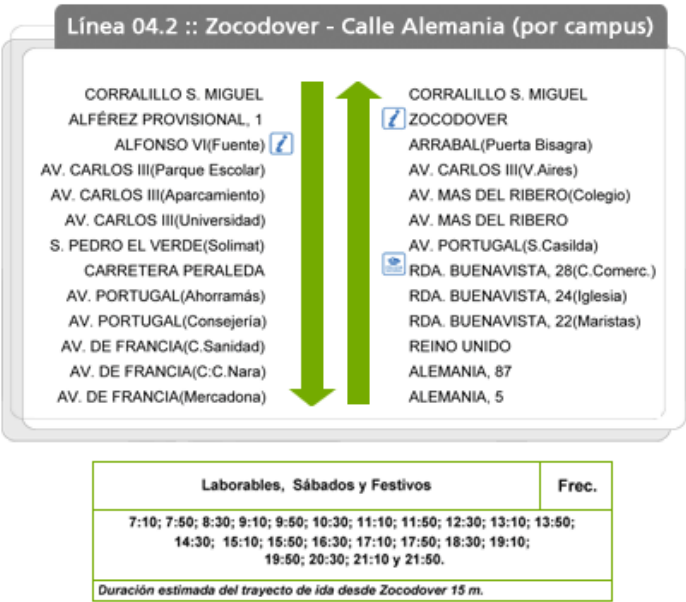 Línea 04.2 :: Zocodover - Calle Alemania (por campus)
CORRALILLO S. MIGUEL
ALFÉREZ PROVISIONAL, 1
ALFONSO VI(Fuente)
AV. CARLOS III(Parque Escolar)
AV. CARLOS III(Aparcamiento)
AV. CARLOS III(Universidad)
S. PEDRO EL VERDE(Solimat)
CARRETERA PERALEDA
AV. PORTUGAL(Ahorramás)
AV. PORTUGAL(Consejería)
AV. DE FRANCIA(C.Sanidad)
AV. DE FRANCIA(C:C.Nara)
AV. DE FRANCIA(Mercadona)
CORRALILLO S. MIGUEL
ZOCODOVER
ARRABAL(Puerta Bisagra)
AV. CARLOS III(V.Aires)
AV. MAS DEL RIBERO(Colegio)
AV. MAS DEL RIBERO
AV. PORTUGAL(S.Casilda)
RDA. BUENAVISTA, 28(C.Comerc.)
RDA. BUENAVISTA, 24(Iglesia)
RDA. BUENAVISTA, 22(Maristas)
REINO UNIDO
ALEMANIA, 87
ALEMANIA, 5
Laborables, Sábados y Festivos
Frec.
7:10; 7:50; 8:30; 9:10; 9:50; 10:30; 11:10; 11:50; 12:30; 13:10; 13:50;
14:30; 15:10; 15:50; 16:30; 17:10; 17:50; 18:30; 19:10;
19:50; 20:30; 21:10 y 21:50.
Duración estimada del trayecto de ida desde Zocodover 15 m.